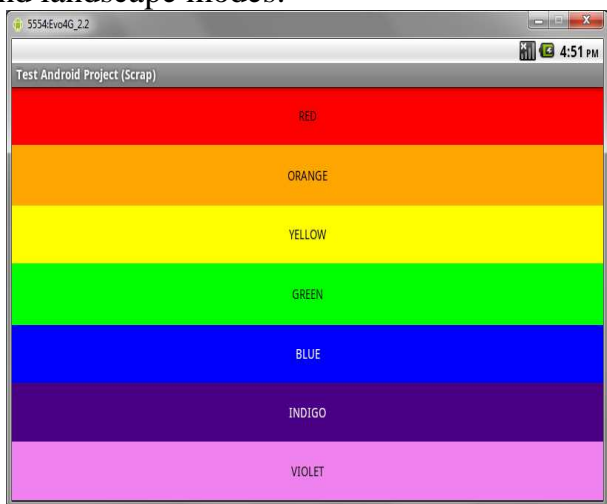 nd landscape modes.
5554:Evo4G_2.2
4:51 PM
Test Android Project (Scrap)
RED
ORANGE
YELLOW
GREEN
BLUE
INDIGO
VIOLET